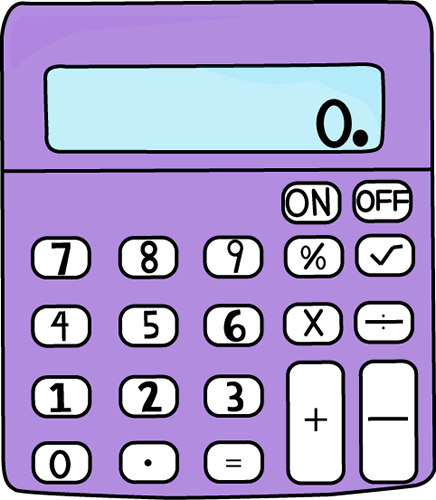 0.
ON OFF
7 8 9 % √
4 5 6 X ÷
1 2 3 + −
0 . =